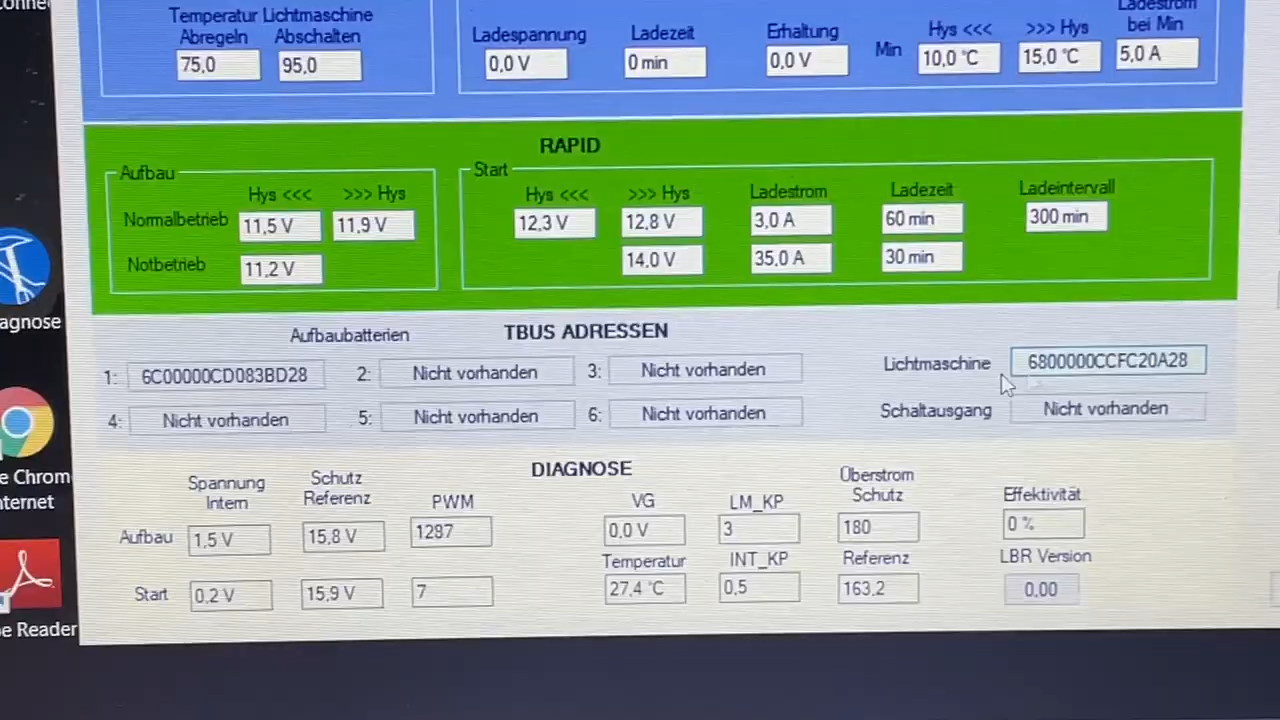 Temperatur Lichtmaschine
Abregeln Abschalten
75,0 95,0
Ladespannung Ladezeit Erhaltung Hys <<< >>> Hys Ladestrom bei Min
0,0 V 0 min 0,0 V Min 10,0 °C 15,0 °C 5,0 A
RAPID
Aufbau
Hys <<< >>> Hys
Normalbetrieb 11,5 V 11,9 V
Notbetrieb 11,2 V
Start
Hys <<< >>> Hys Ladestrom Ladezeit Ladeintervall
12,3 V 12,8 V 3,0 A 60 min 300 min
14,0 V 35,0 A 30 min
Aufbaubatterien TBUS ADRESSEN
1: 6C00000CD083BD28 2: Nicht vorhanden 3: Nicht vorhanden Lichtmaschine 6800000CCFC20A28
4: Nicht vorhanden 5: Nicht vorhanden 6: Nicht vorhanden Schaltausgang Nicht vorhanden
DIAGNOSE
Spannung Intern Schutz Referenz PWM VG LM_KP Überstrom Schutz Effektivität
Aufbau 1,5 V 15,8 V 1287 0,0 V 3 180 0 %
Temperatur INT_KP Referenz LBR Version
Start 0,2 V 15,9 V 7 27,4 °C 0,5 163,2 0,00
agnose
e Chrom
nternet
e Reader